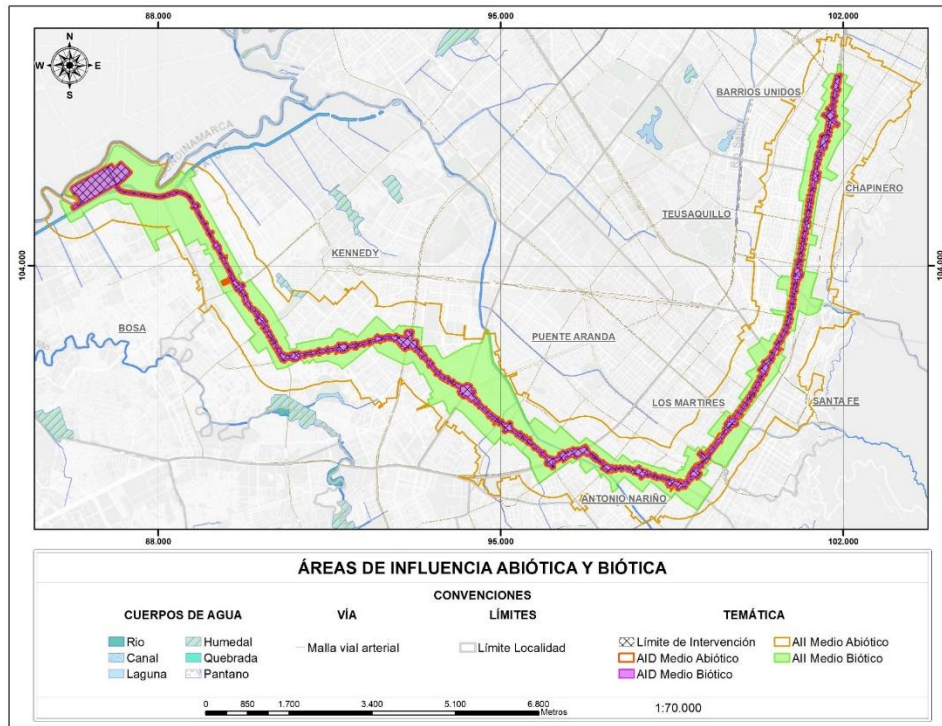 88.000 95.000 102.000
N
W E
S
BARRIOS UNIDOS
CHAPINERO
TEUSAQUILLO
KENNEDY
104.000 104.000
BOSA
PUENTE ARANDA
LOS MARTIRES
SANTA FE
ANTONIO NARIÑO
88.000 95.000 102.000
ÁREAS DE INFLUENCIA ABIÓTICA Y BIÓTICA
CONVENCIONES
CUERPOS DE AGUA VÍA LÍMITES TEMÁTICA
Rio Humedal Malla vial arterial Límite Localidad Límite de Intervención AII Medio Abiótico
Canal Quebrada AID Medio Abiótico AII Medio Biótico
Laguna Pantano AID Medio Biótico
0 850 1.700 3.400 5.100 6.800
Metros
1:70.000